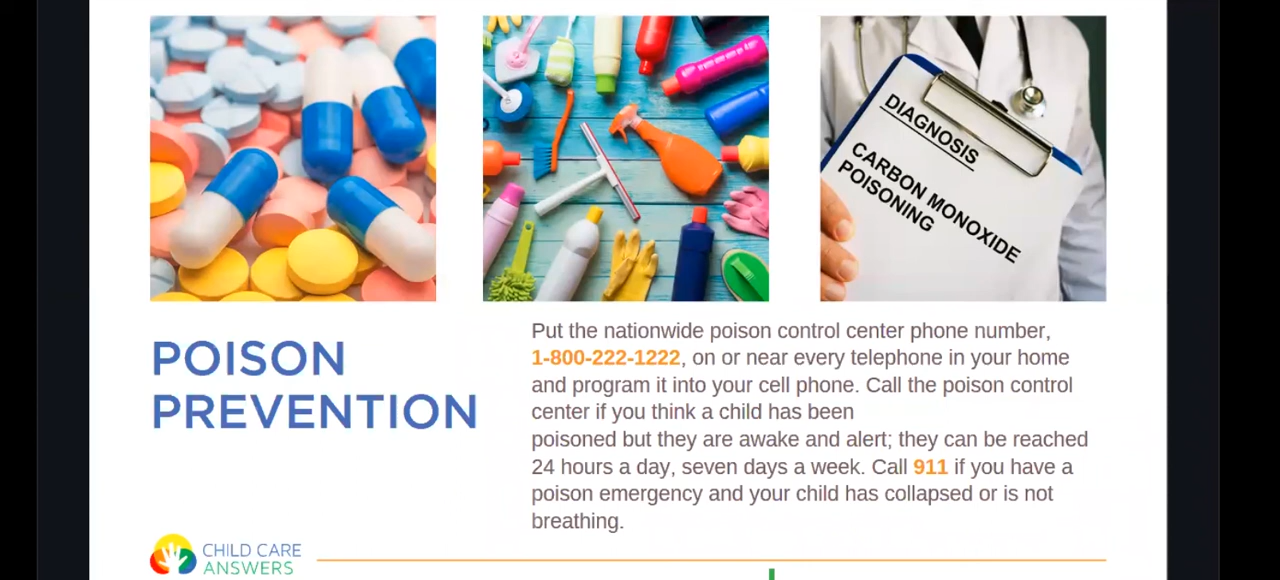 DIAGNOSIS
CARBON MONOXIDE
POISONING
POISON
PREVENTION
Put the nationwide poison control center phone number,
1-800-222-1222, on or near every telephone in your home
and program it into your cell phone. Call the poison control
center if you think a child has been
poisoned but they are awake and alert; they can be reached
24 hours a day, seven days a week. Call 911 if you have a
poison emergency and your child has collapsed or is not
breathing.
CHILD CARE
ANSWERS